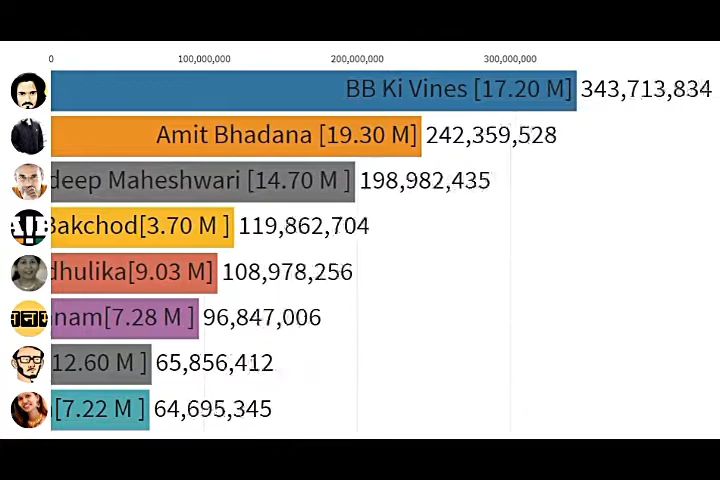 0 100,000,000 200,000,000 300,000,000
BB Ki Vines [17.20 M] 343,713,834
Amit Bhadana [19.30 M] 242,359,528
deep Maheshwari [14.70 M ] 198,982,435
Bakchod[3.70 M ] 119,862,704
dhulika[9.03 M] 108,978,256
nam[7.28 M ] 96,847,006
12.60 M ] 65,856,412
[7.22 M ] 64,695,345